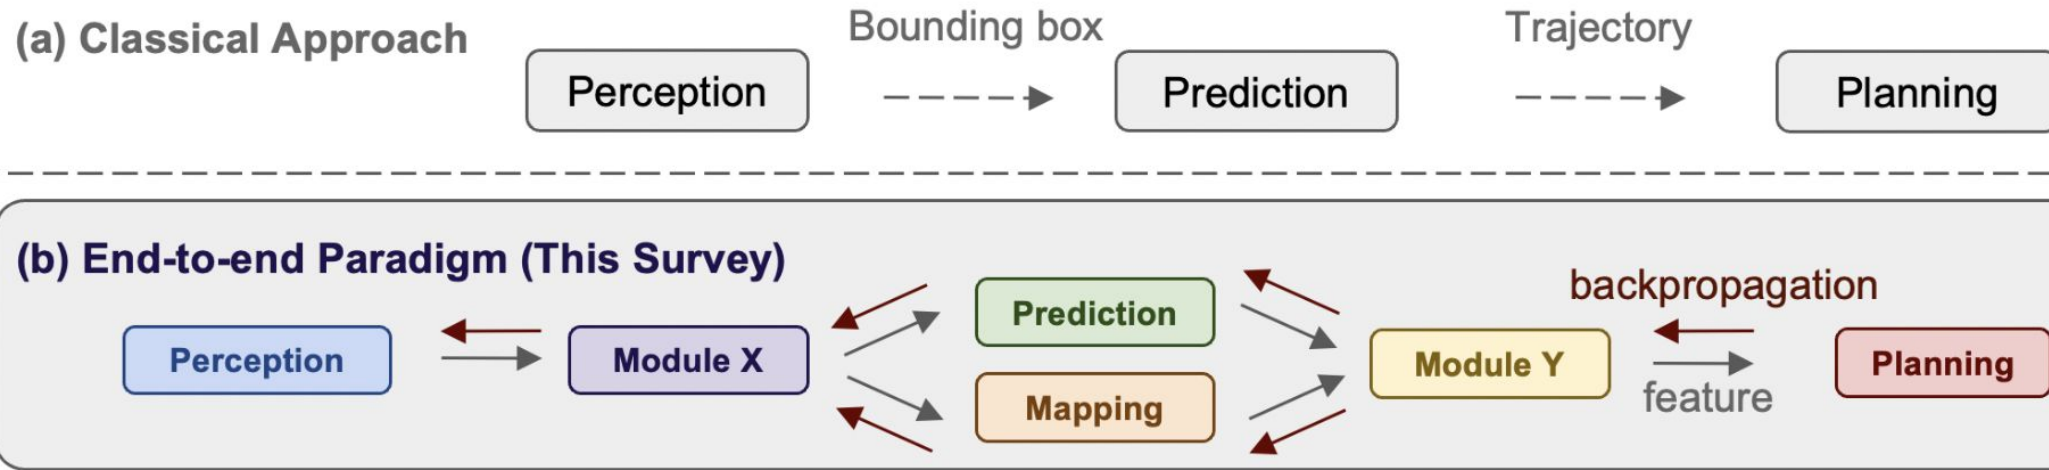 (a) Classical Approach
Bounding box
Trajectory
Perception
Prediction
Planning
(b) End-to-end Paradigm (This Survey)
backpropagation
Prediction
Perception
Module X
Module Y
Planning
feature
Mapping